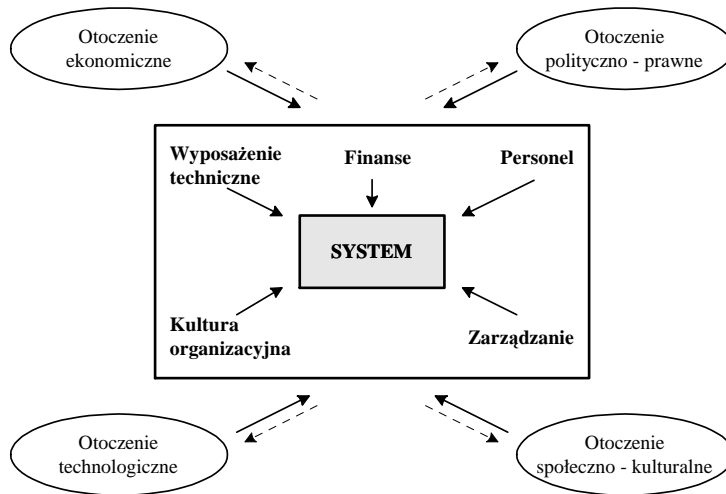 Otoczenie
ekonomiczne
Otoczenie
polityczno - prawne
Wyposażenie
techniczne
Finanse
Personel
SYSTEM
Kultura
organizacyjna
Zarządzanie
Otoczenie
technologiczne
Otoczenie
społeczno - kulturalne